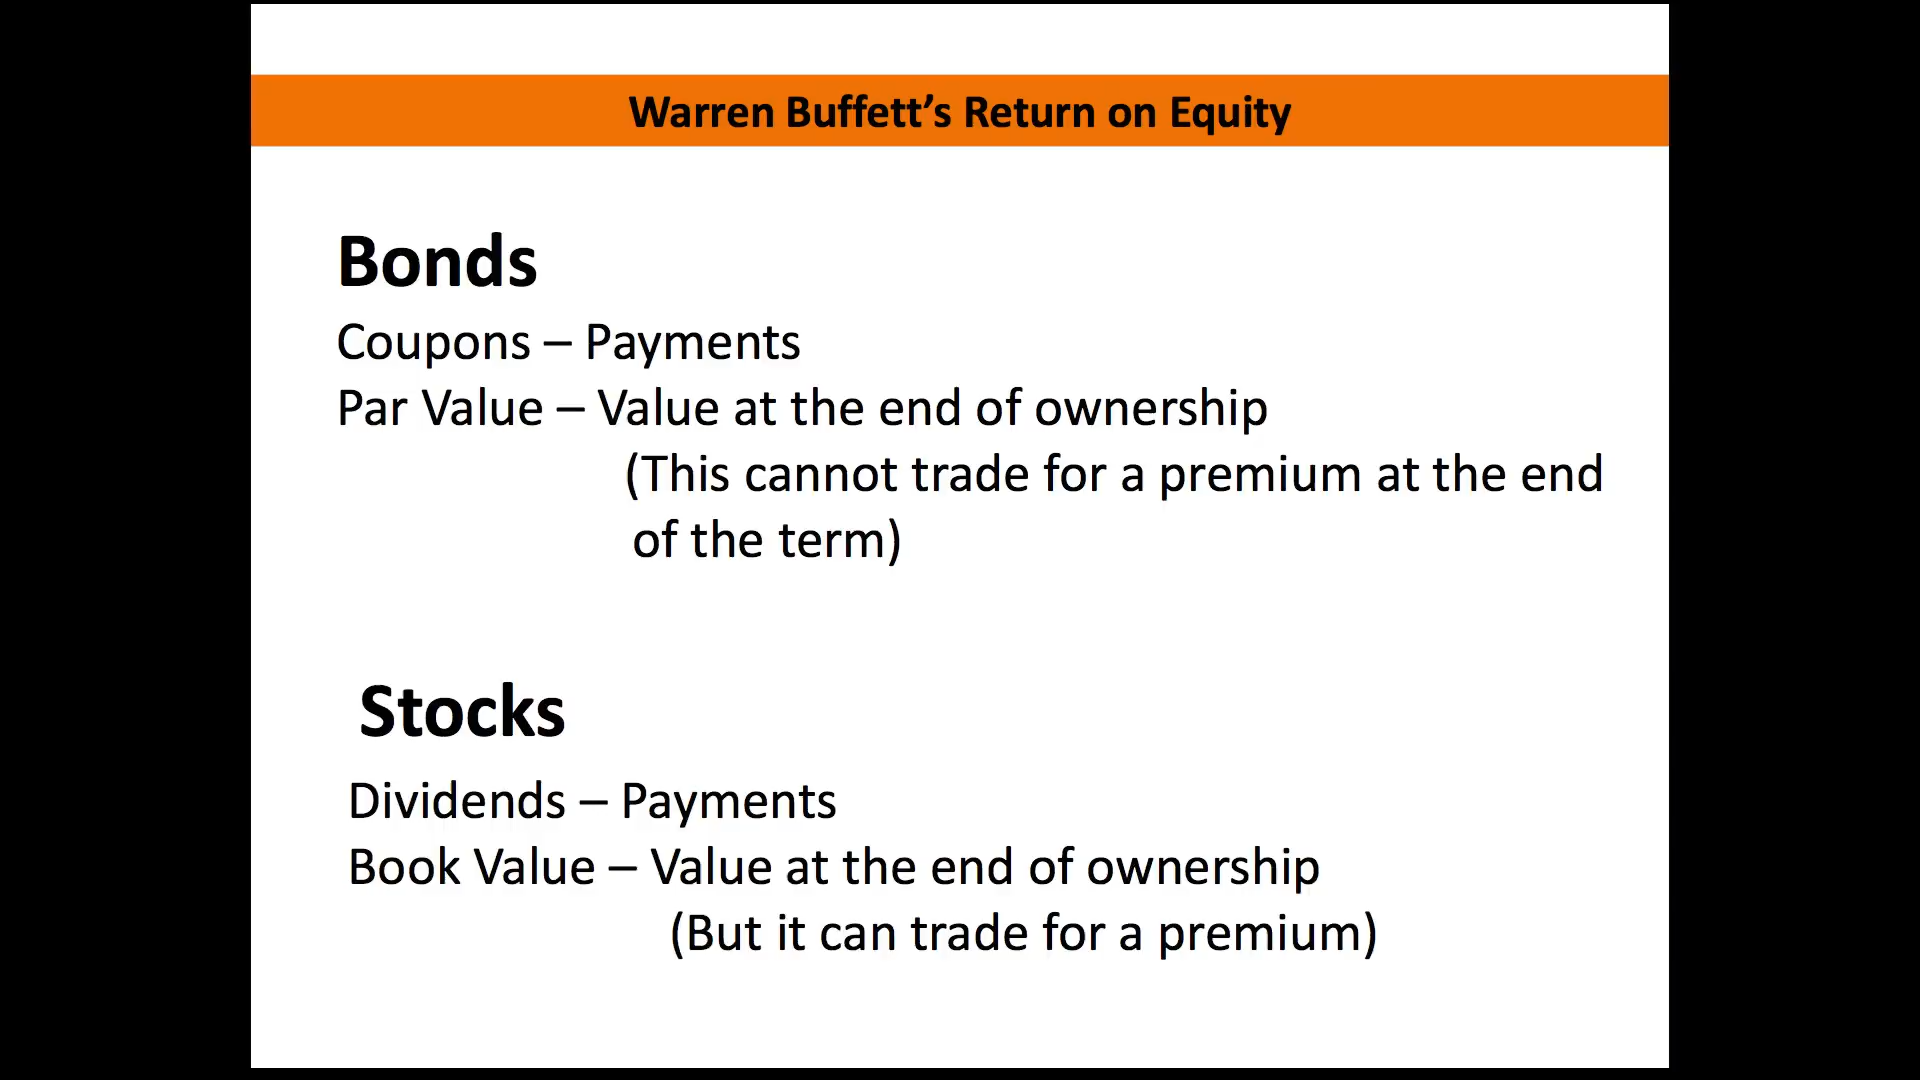 Warren Buffett’s Return on Equity
Bonds
Coupons – Payments
Par Value – Value at the end of ownership
(This cannot trade for a premium at the end
of the term)
Stocks
Dividends – Payments
Book Value – Value at the end of ownership
(But it can trade for a premium)